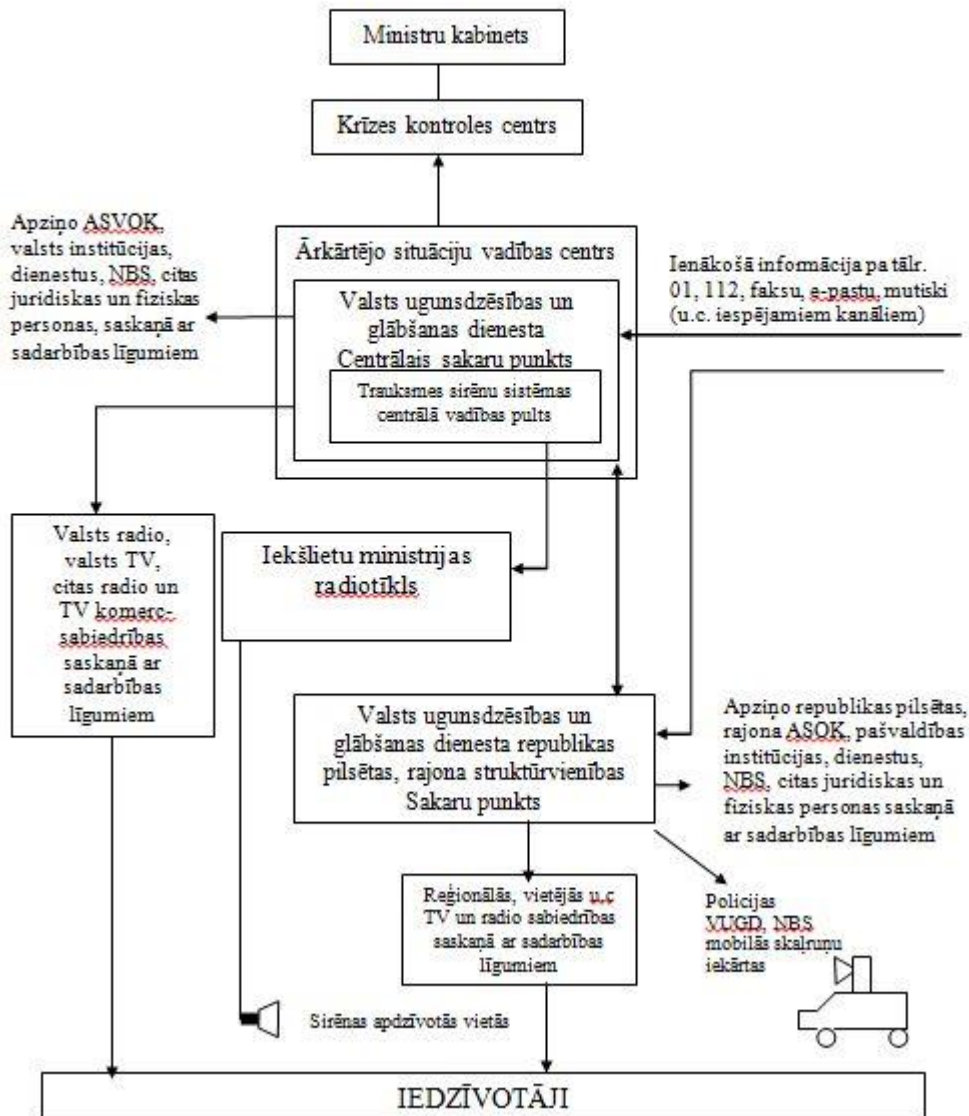 Ministru kabinets
Krīzes kontroles centrs
Apziņo ASVOK,
valsts institūcijas,
dienestus, NBS, citas
juridiskas un fiziskas
personas, saskaņā ar
sadarbības līgumiem
Ārkārtējo situāciju vadības centrs
Valsts ugunsdzēsības un
glābšanas dienesta
Centrālais sakaru punkts
Trauksmes sirēnu sistēmas
centrālā vadības pults
Ienākošā informācija pa tālr.
01, 112, faksu, e-pastu, mutiski
(u.c. iespējamiem kanāliem)
Valsts radio,
valsts TV,
citas radio un
TV komerc-
sabiedrības
saskaņā ar
sadarbības
līgumiem
Iekšlietu ministrijas
radiotīkls
Valsts ugunsdzēsības un
glābšanas dienesta republikas
pilsētas, rajona struktūrvienības
Sakaru punkts
Apziņo republikas pilsētas,
rajona ASOK, pašvaldības
institūcijas, dienestus,
NBS, citas juridiskas un
fiziskas personas saskaņā
ar sadarbības līgumiem
Reģionālās, vietējās u.c
TV un radio sabiedrības
saskaņā ar sadarbības
līgumiem
Policijas
VUGD, NBS
mobilās skaļruņu
iekārtas
Sirēnas apdzīvotās vietās
IEDZĪVOTĀJI